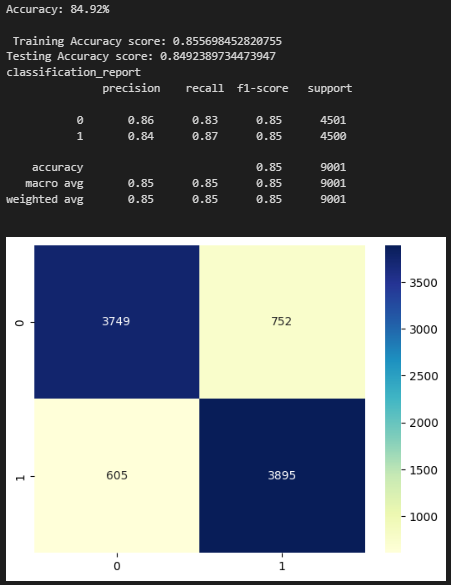 Accuracy: 84.92%
Training Accuracy score: 0.855698452820755
Testing Accuracy score: 0.8492389734473947
classification_report
precision recall f1-score support
0 0.86 0.83 0.85 4501
1 0.84 0.87 0.85 4500
accuracy 0.85 9001
macro avg 0.85 0.85 0.85 9001
weighted avg 0.85 0.85 0.85 9001
3500
0 3749 752
3000
2500
2000
1500
1 605 3895
1000
0 1